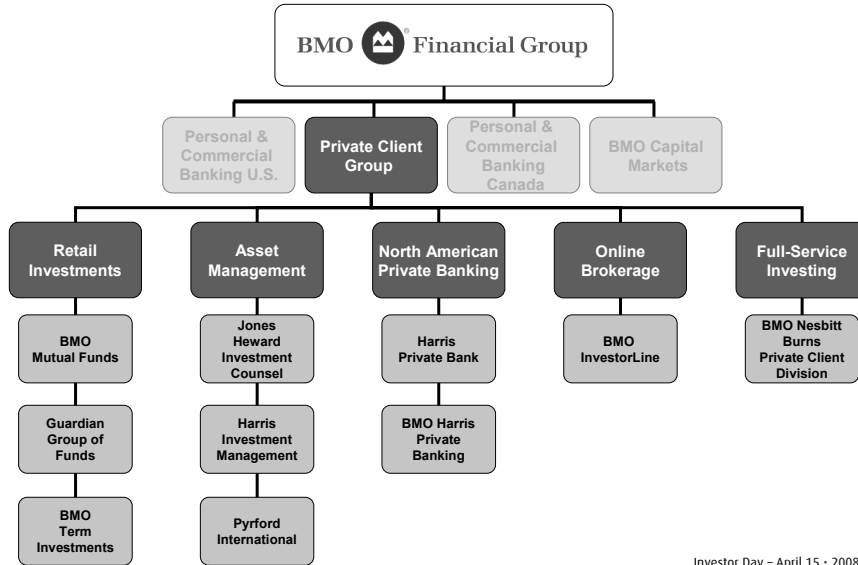 BMO Financial Group®
Personal &
Commercial
Banking U.S.
Private Client
Group
Personal &
Commercial
Banking
Canada
BMO Capital
Markets
Retail
Investments
Asset
Management
North American
Private Banking
Online
Brokerage
Full-Service
Investing
BMO
Mutual Funds
Jones
Heward
Investment
Counsel
Harris
Private Bank
BMO
InvestorLine
BMO Nesbitt
Burns
Private Client
Division
Guardian
Group of
Funds
Harris
Investment
Management
BMO Harris
Private
Banking
BMO
Term
Investments
Pyrford
International
Investor Day – April 15 · 2008